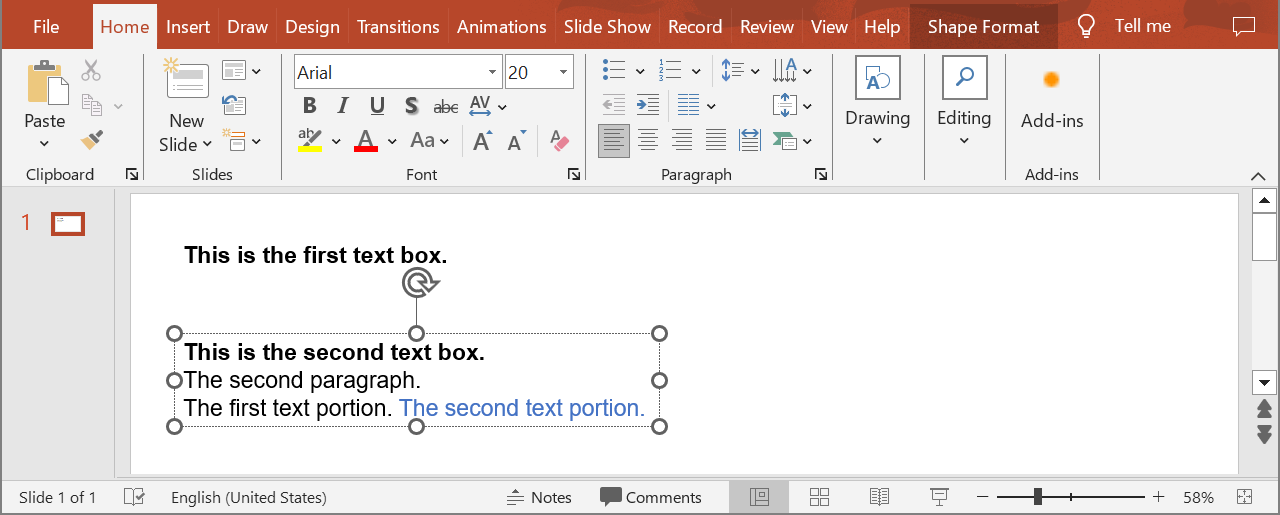 File Home Insert Draw Design Transitions Animations Slide Show Record Review View Help Shape Format Tell me
Arial 20
Paste
New
Slide
B I U S abc AV
ab A Aa A A A
Drawing
Editing
Add-ins
Clipboard Slides Font Paragraph Add-ins
1
This is the first text box.
This is the second text box.
The second paragraph.
The first text portion. The second text portion.
Slide 1 of 1 English (United States) Notes Comments 58%